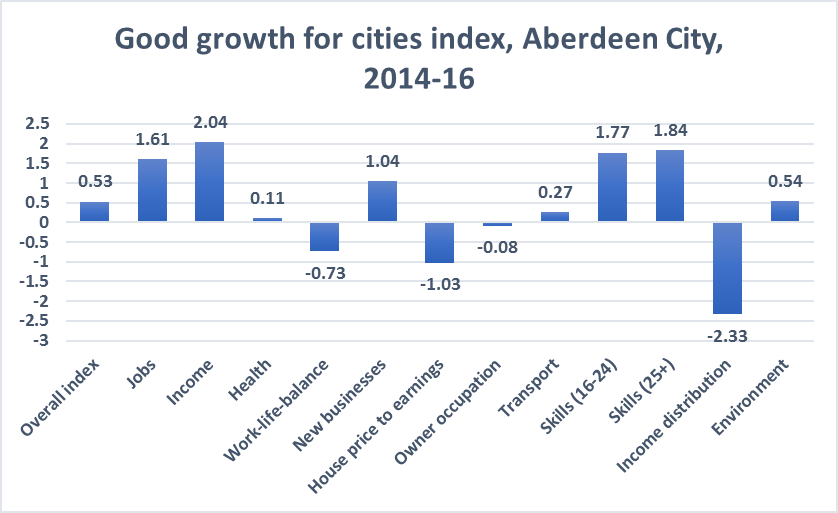 Good growth for cities index, Aberdeen City,
2014-16
2.5
2
1.5
1
0.5
0
-0.5
-1
-1.5
-2
-2.5
-3
0.53
1.61
2.04
0.11
-0.73
1.04
-1.03
-0.08
0.27
1.77
1.84
-2.33
0.54
Overall index
Jobs
Income
Health
Work-life-balance
New businesses
House price to earnings
Owner occupation
Transport
Skills (16-24)
Skills (25+)
Income distribution
Environment